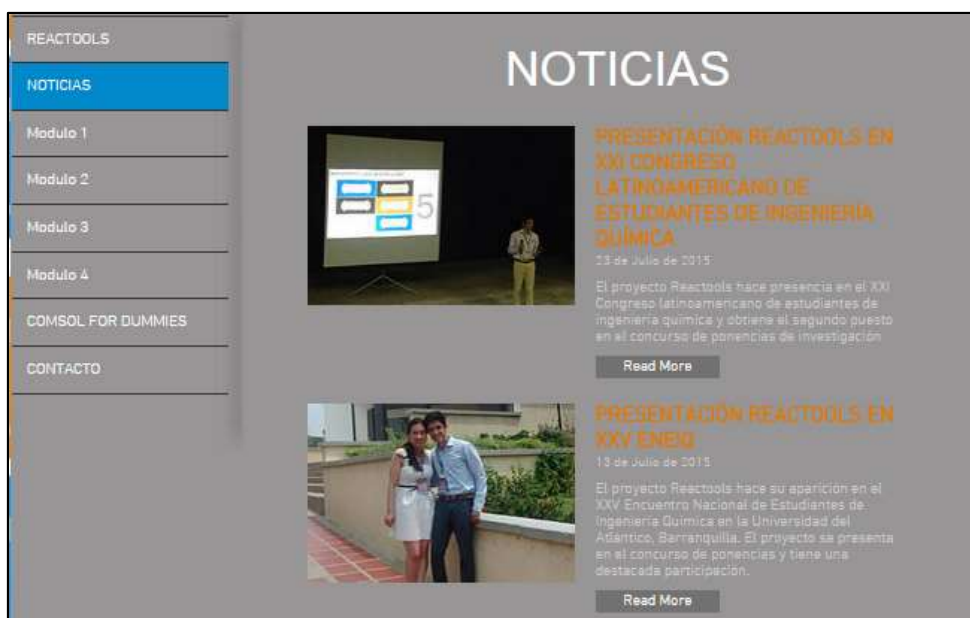 REACTOOLS
NOTICIAS
Modulo 1
Modulo 2
Modulo 3
Modulo 4
COMSOL FOR DUMMIES
CONTACTO
NOTICIAS
5
PRESENTACIÓN REACTOOLS EN
XXI CONGRESO
LATINOAMERICANO DE
ESTUDIANTES DE INGENIERÍA
QUÍMICA
23 de Julio de 2015
El proyecto Reactools hace presencia en el XXI
Congreso latinoamericano de estudiantes de
ingeniería química y obtiene el segundo puesto
en el concurso de ponencias de investigación
Read More
PRESENTACIÓN REACTOOLS EN
XXV ENEIQ
13 de Julio de 2015
El proyecto Reactools hace su aparición en el
XXV Encuentro Nacional de Estudiantes de
Ingeniería Química en la Universidad del
Atlántico, Barranquilla. El proyecto se presenta
en el concurso de ponencias y tiene una
destacada participación.
Read More